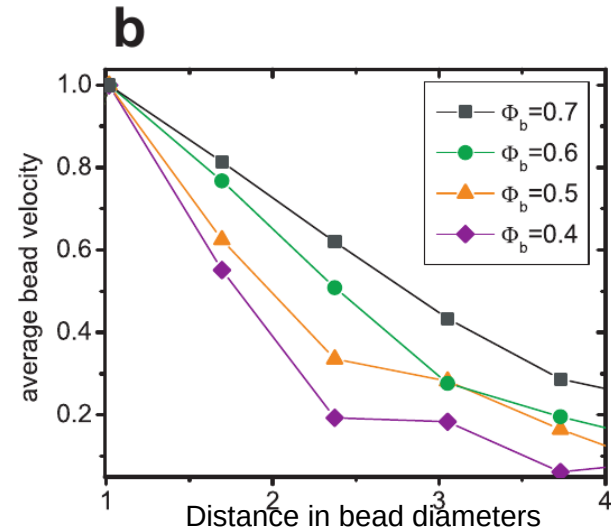 b
1.0
0.8
0.6
0.4
0.2
average bead velocity
Φb=0.7
Φb=0.6
Φb=0.5
Φb=0.4
1 2 3 4
Distance in bead diameters